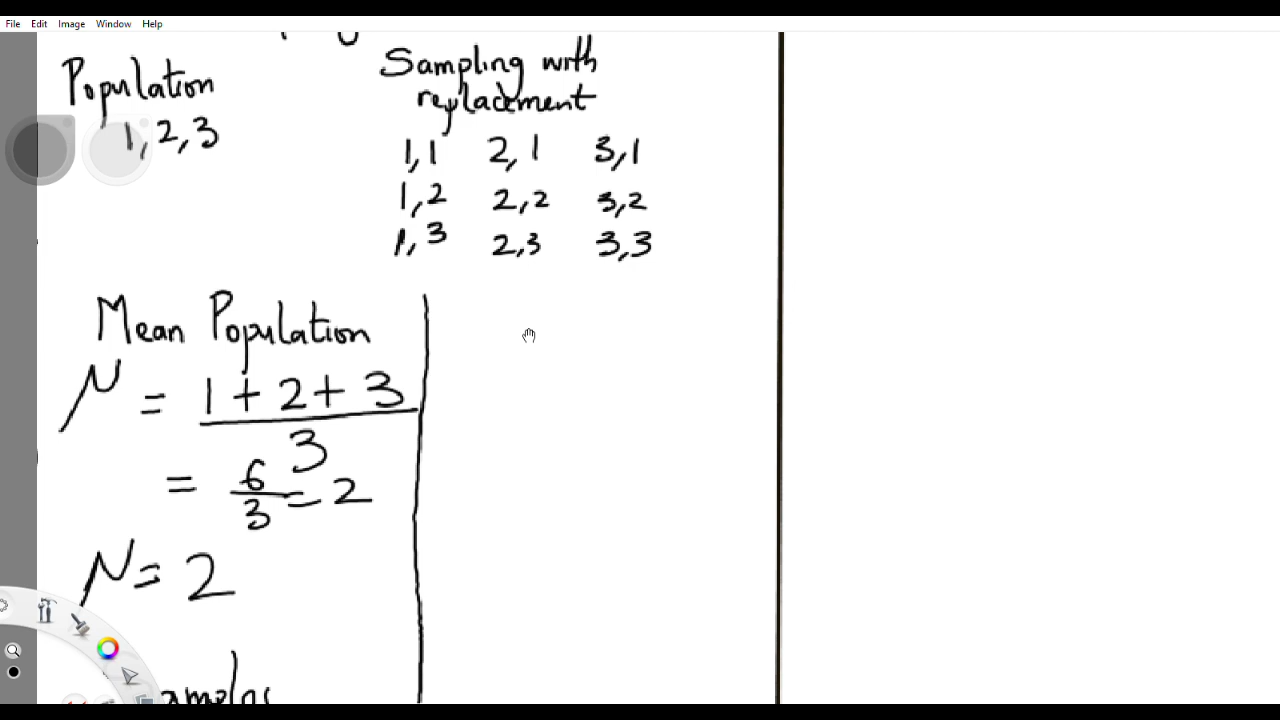 File Edit Image Window Help
Population
1, 2, 3
Sampling with
replacement
1, 1 2, 1 3, 1
1, 2 2, 2 3, 2
1, 3 2, 3 3, 3
Mean Population
μ = 1 + 2 + 3
3
= 6/3 = 2
μ = 2